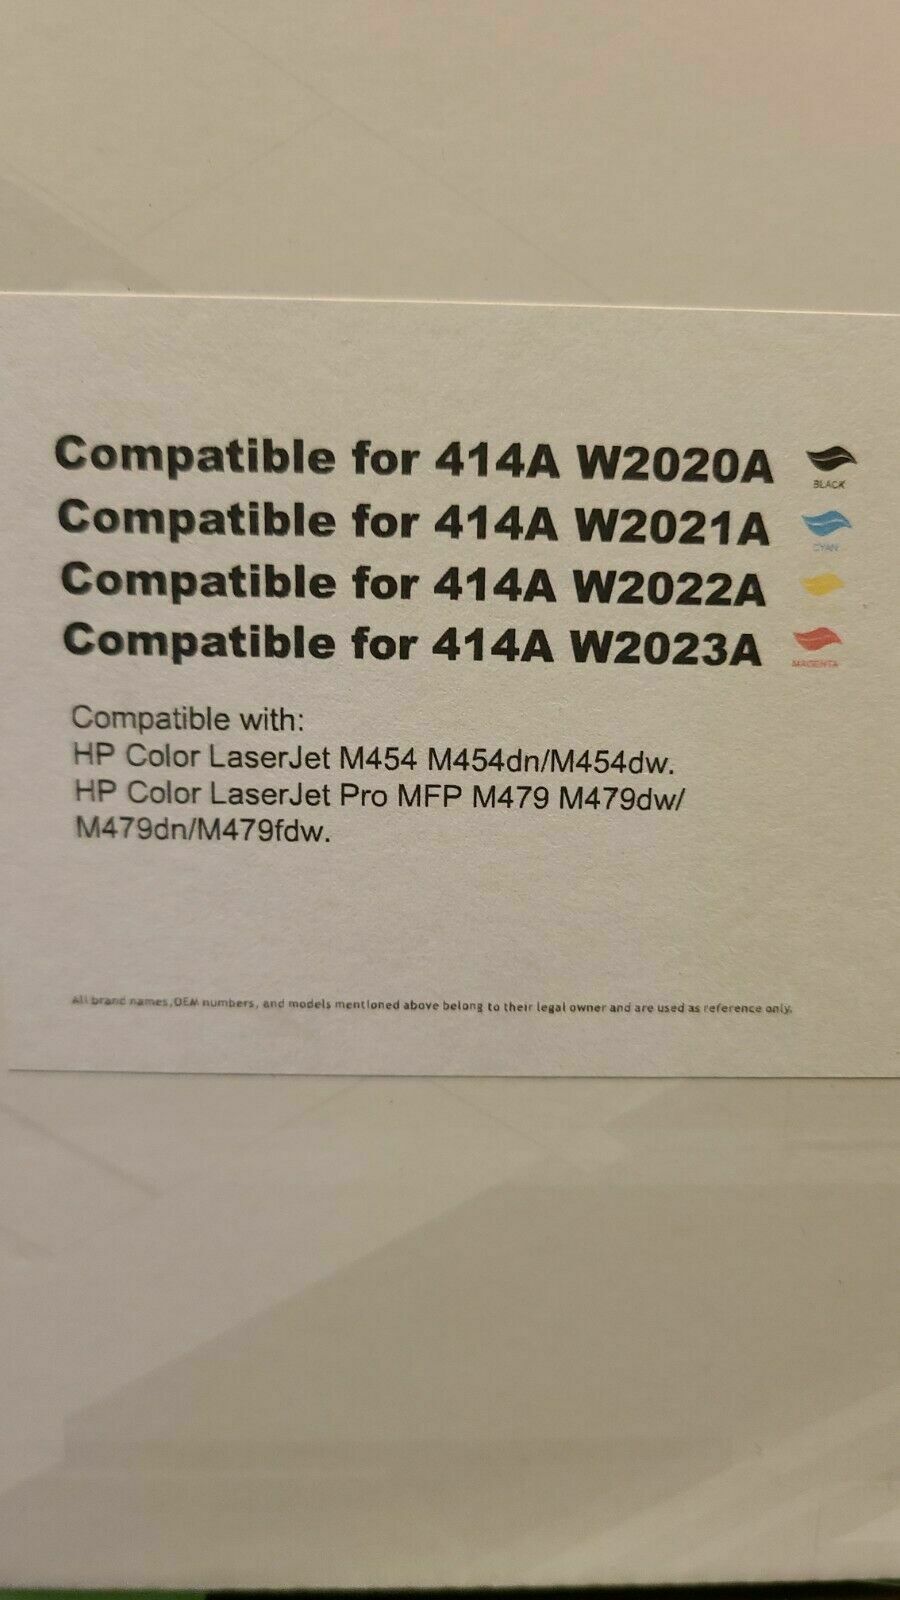 Compatible for 414A W2020A
BLACK
Compatible for 414A W2021A
CYAN
Compatible for 414A W2022A
Compatible for 414A W2023A
MAGENTA
Compatible with:
HP Color LaserJet M454 M454dn/M454dw.
HP Color LaserJet Pro MFP M479 M479dw/
M479dn/M479fdw.
All brand names,OEM numbers, and models mentioned above belong to their legal owner and are used as reference only.